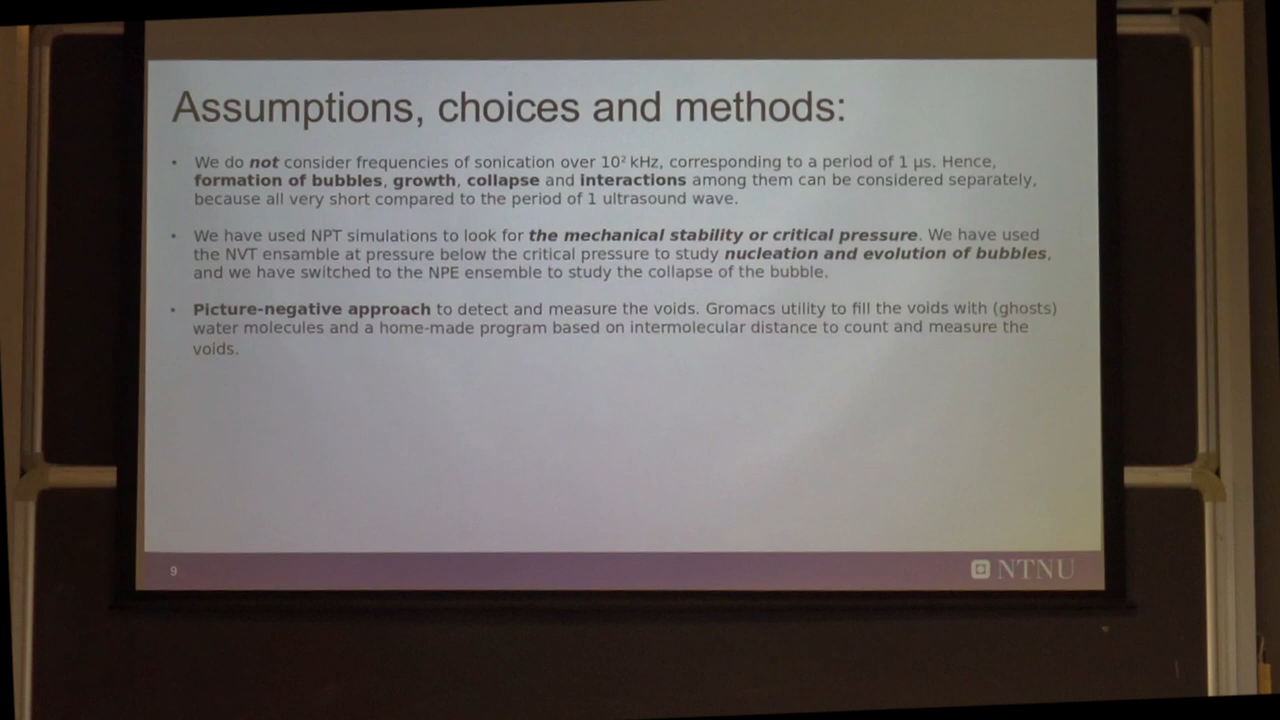 Assumptions, choices and methods:
• We do not consider frequencies of sonication over 10² kHz, corresponding to a period of 1 µs. Hence,
formation of bubbles, growth, collapse and interactions among them can be considered separately,
because all very short compared to the period of 1 ultrasound wave.
• We have used NPT simulations to look for the mechanical stability or critical pressure. We have used
the NVT ensamble at pressure below the critical pressure to study nucleation and evolution of bubbles,
and we have switched to the NPE ensemble to study the collapse of the bubble.
• Picture-negative approach to detect and measure the voids. Gromacs utility to fill the voids with (ghosts)
water molecules and a home-made program based on intermolecular distance to count and measure the
voids.
9
NTNU